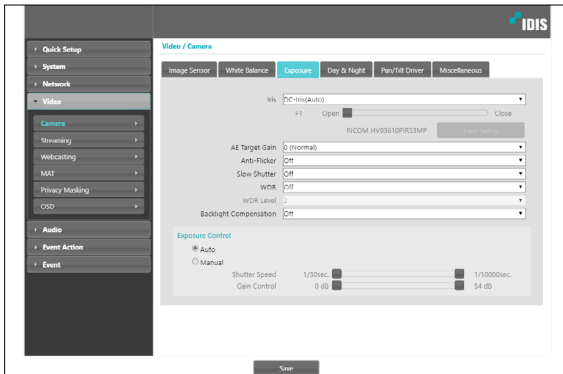 IDIS
Quick Setup
System
Network
Video
Camera
Streaming
Webcasting
MAT
Privacy Masking
OSD
Audio
Event Action
Event
Video / Camera
Image Sensor White Balance Exposure Day & Night Pan/Tilt Driver Miscellaneous
Iris DC-Iris(Auto)
F1 Open Close
RICOM HV03610PIRS3MF Lens Setup
AE Target Gain 0 (Normal)
Anti-Flicker Off
Slow Shutter Off
WDR Off
WDR Level 2
Backlight Compensation Off
Exposure Control
Auto
Manual
Shutter Speed 1/30sec. 1/10000sec.
Gain Control 0 dB 54 dB
Save